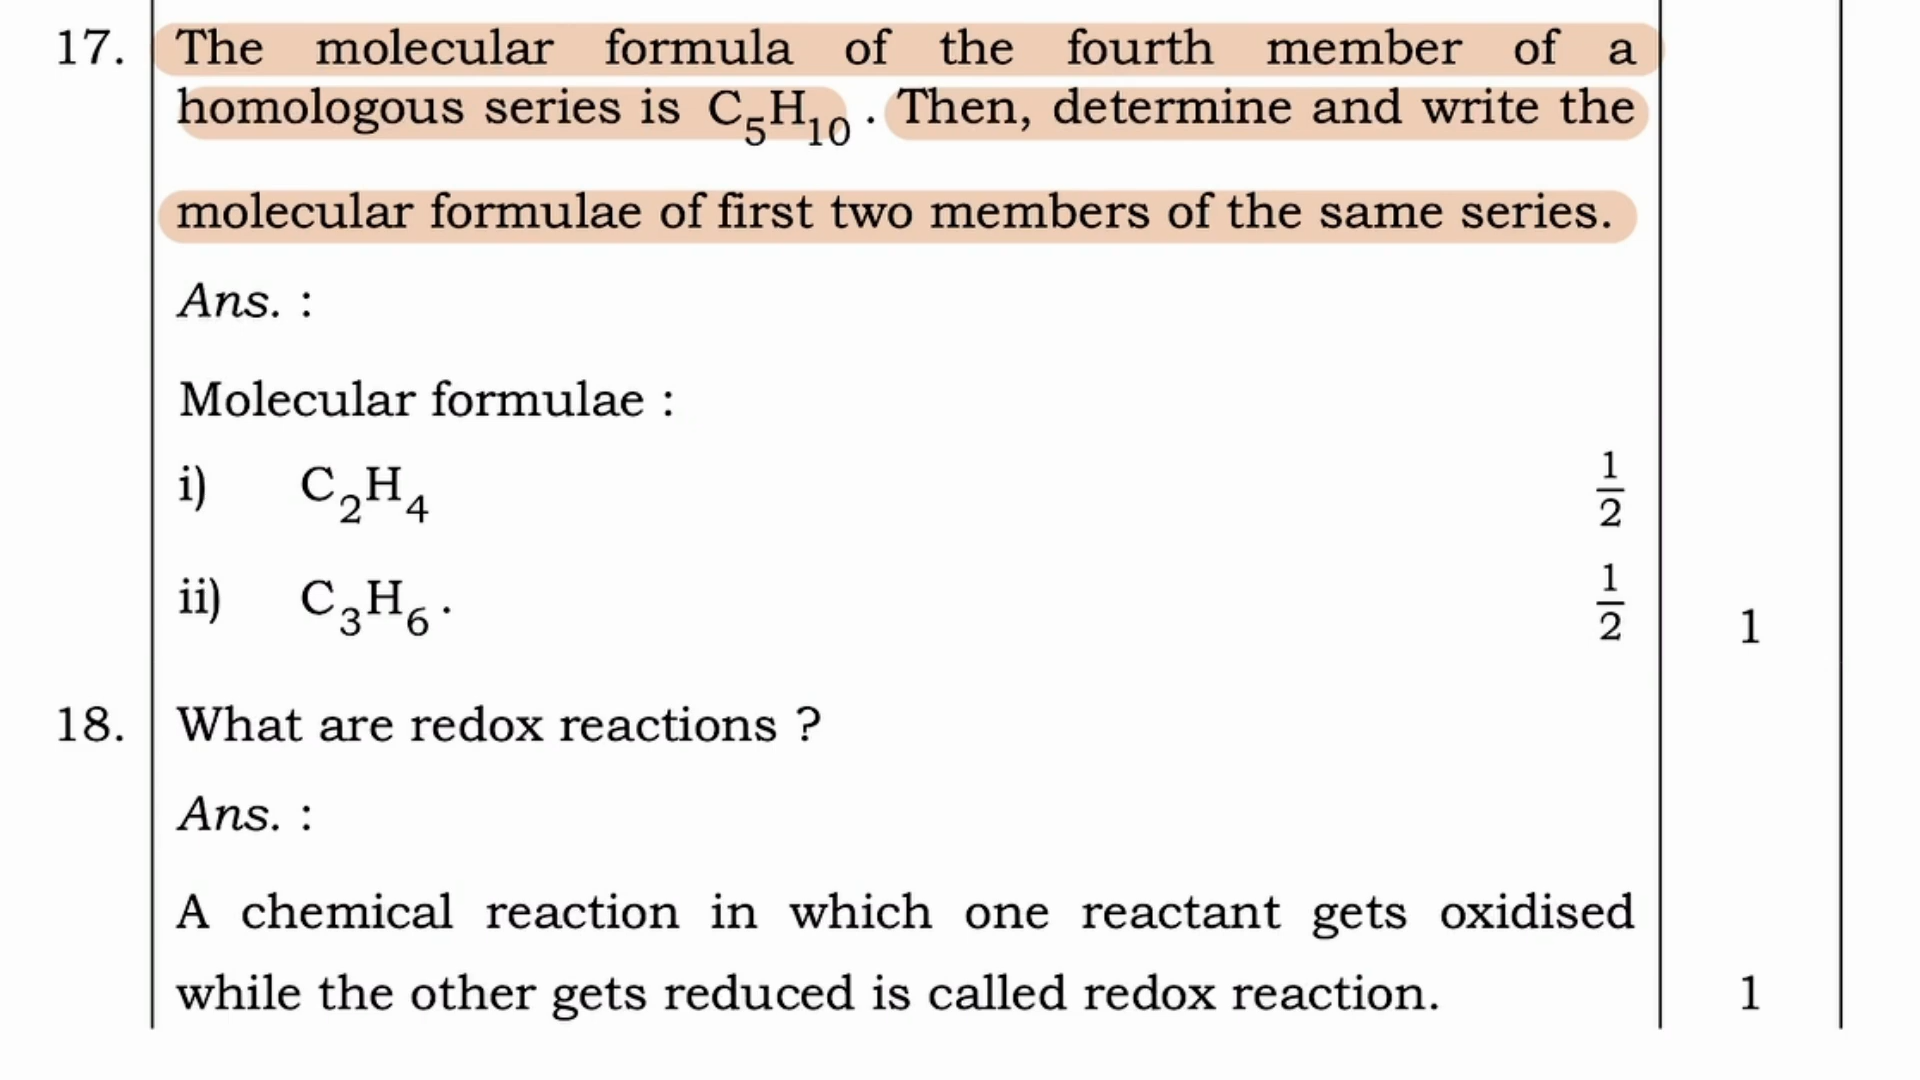 17. The molecular formula of the fourth member of a
homologous series is C₅H₁₀ . Then, determine and write the
molecular formulae of first two members of the same series.
Ans. :
Molecular formulae :
i) C₂H₄ 1/2
ii) C₃H₆ . 1/2 1
18. What are redox reactions ?
Ans. :
A chemical reaction in which one reactant gets oxidised
while the other gets reduced is called redox reaction. 1